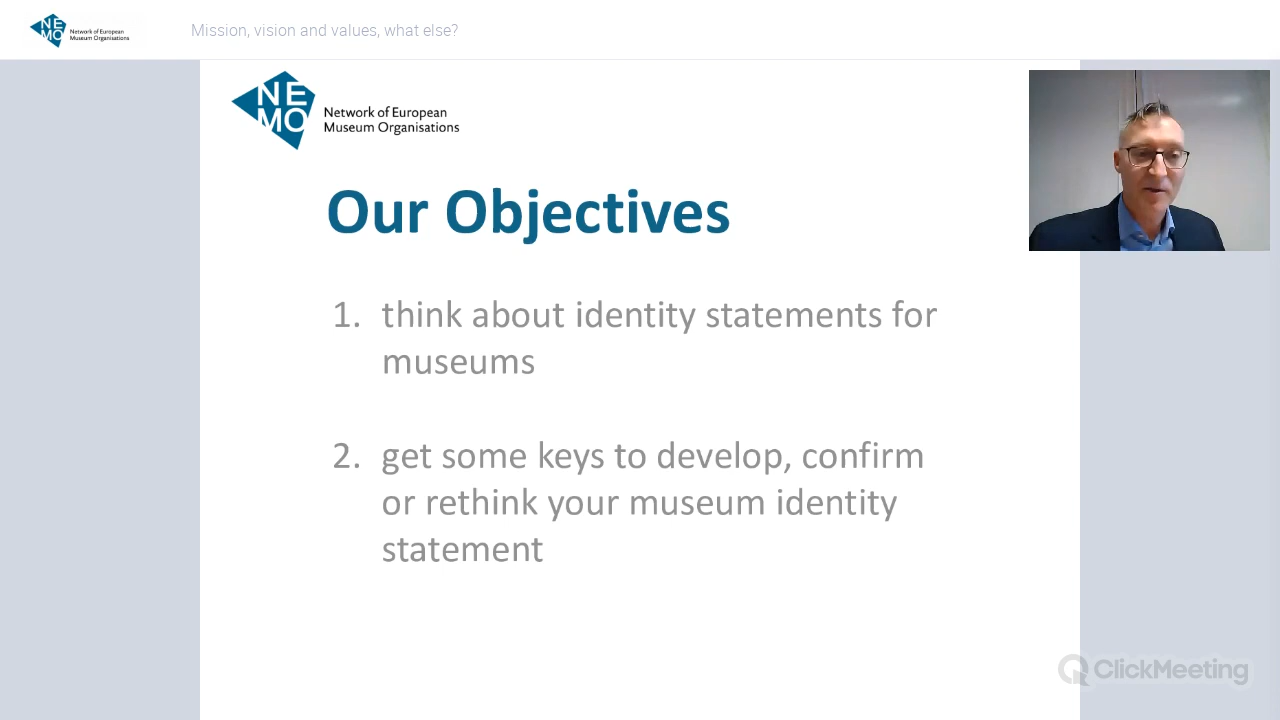 NE
MO
Network of European
Museum Organisations
Mission, vision and values, what else?
NE
MO
Network of European
Museum Organisations
Our Objectives
1. think about identity statements for
museums
2. get some keys to develop, confirm
or rethink your museum identity
statement
ClickMeeting